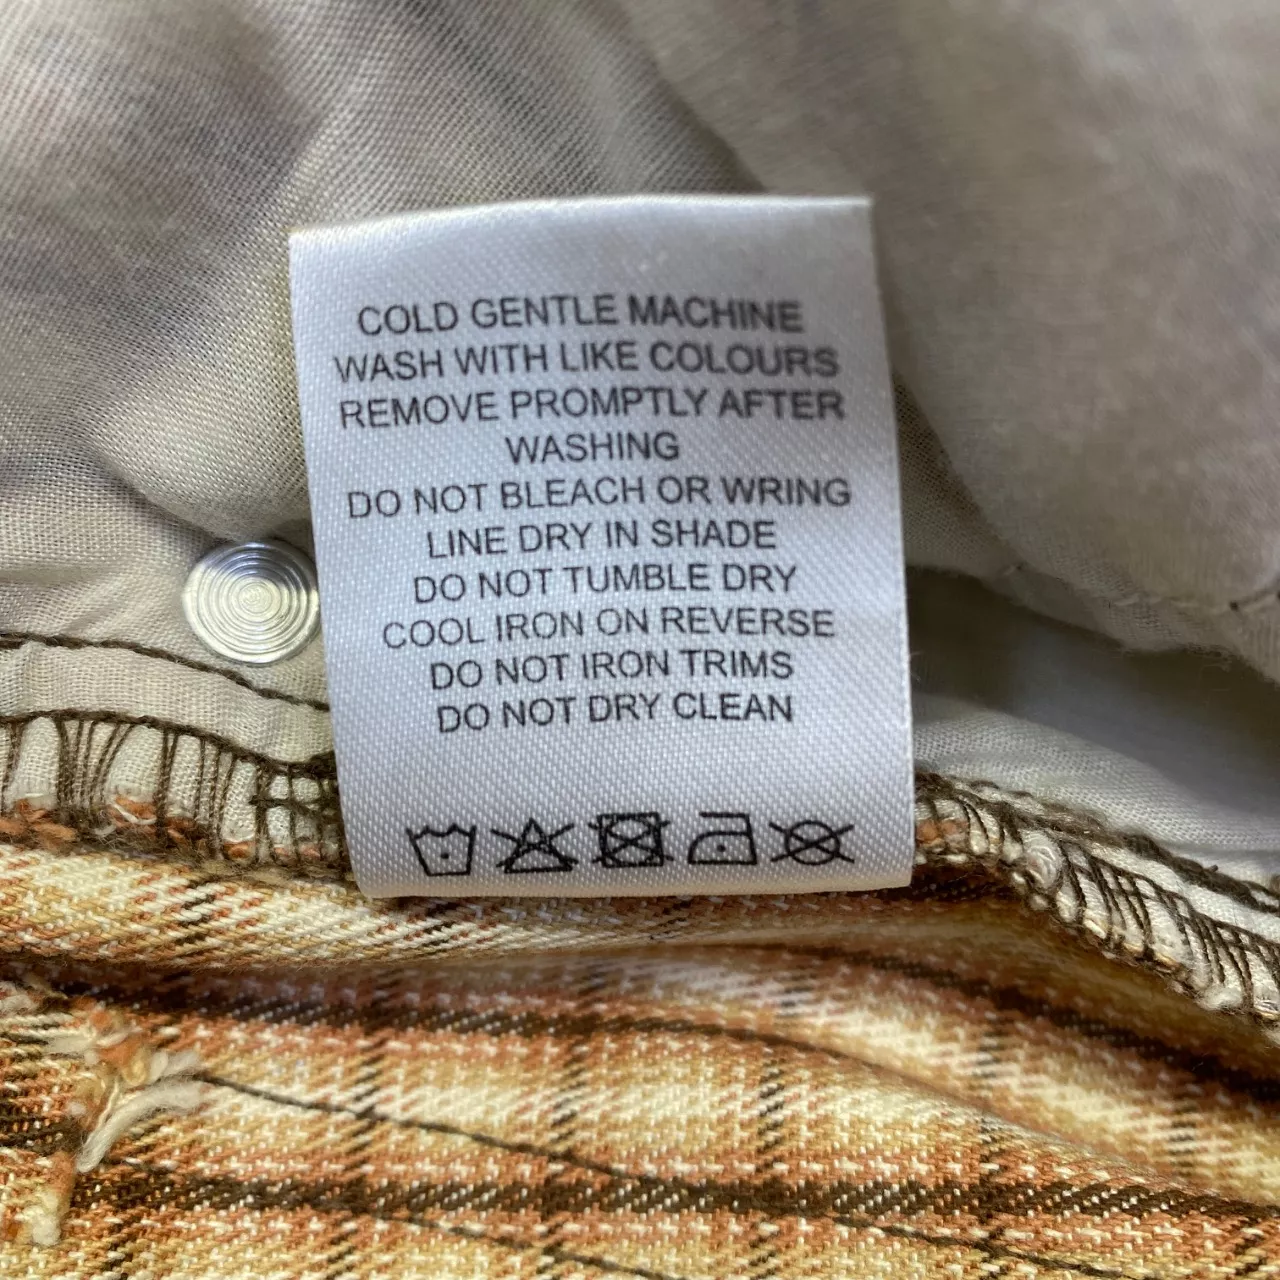 COLD GENTLE MACHINE
WASH WITH LIKE COLOURS
REMOVE PROMPTLY AFTER
WASHING
DO NOT BLEACH OR WRING
LINE DRY IN SHADE
DO NOT TUMBLE DRY
COOL IRON ON REVERSE
DO NOT IRON TRIMS
DO NOT DRY CLEAN